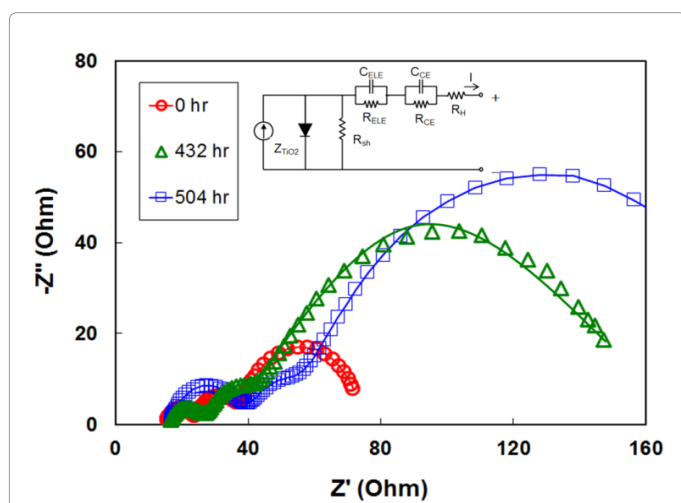 80
60
40
20
0
-Z" (Ohm)
0 hr
432 hr
504 hr
C_ELE
C_CE
I
R_ELE
R_CE
R_H
+
Z_TiO2
R_sh
−
0
40
80
120
160
Z' (Ohm)